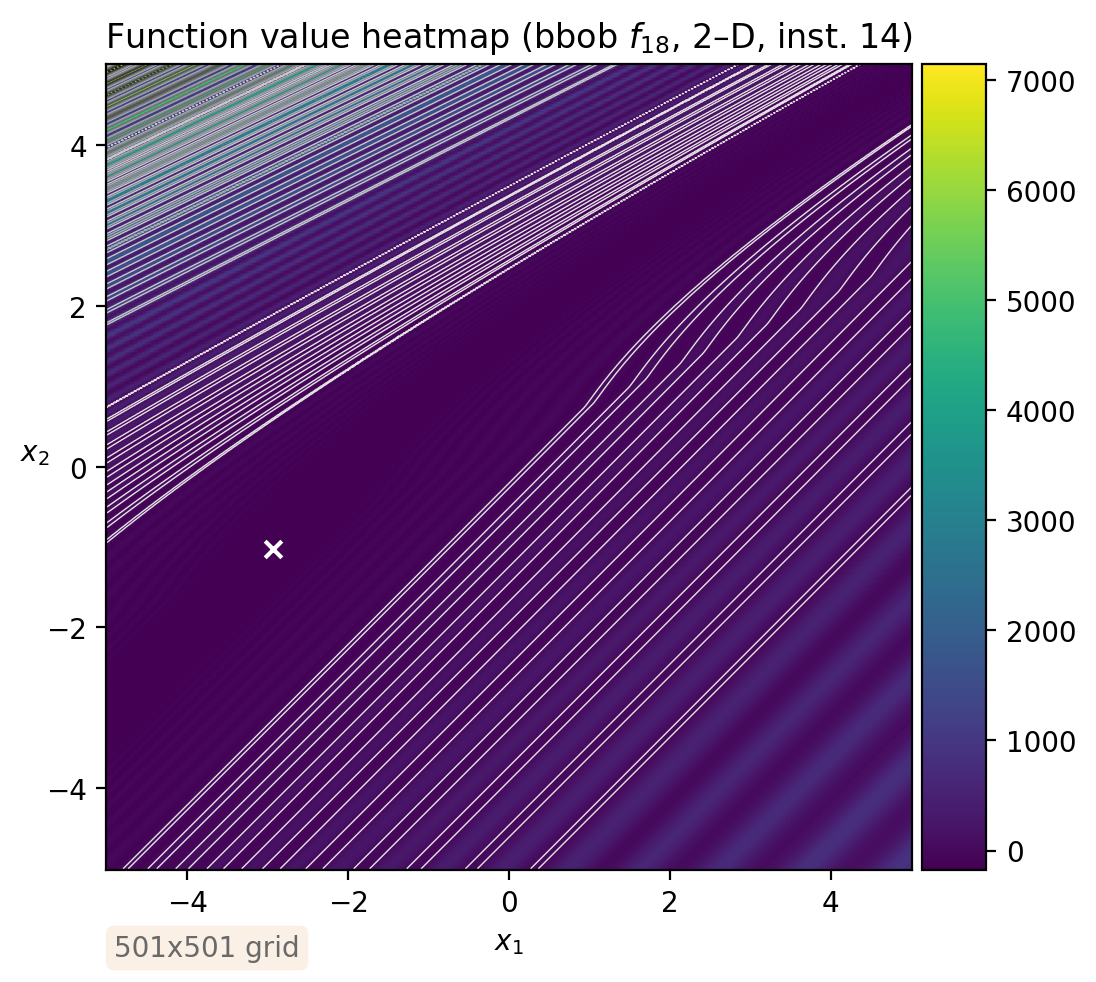 Function value heatmap (bbob f₁₈, 2–D, inst. 14)
7000
6000
5000
4000
3000
2000
1000
0
4
2
0
−2
−4
x₂
−4 −2 0 2 4
x₁
501x501 grid